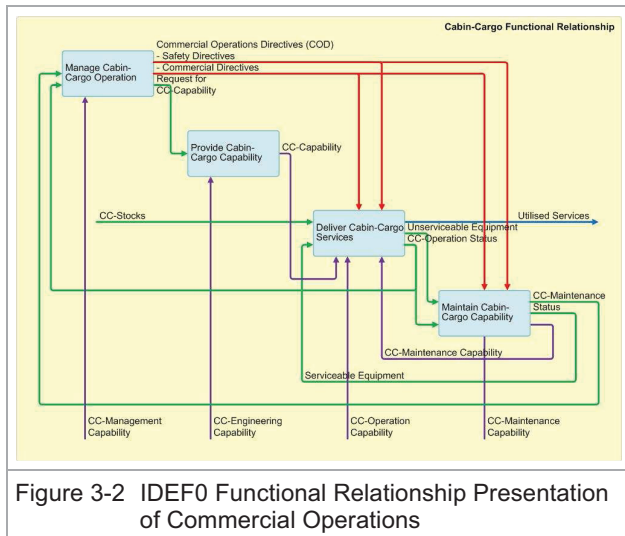 Cabin-Cargo Functional Relationship
Commercial Operations Directives (COD)
- Safety Directives
- Commercial Directives
Request for
CC-Capability
Manage Cabin-
Cargo Operation
Provide Cabin-
Cargo Capability
CC-Capability
CC-Stocks
Deliver Cabin-Cargo
Services
Utilised Services
Unserviceable Equipment
CC-Operation Status
Maintain Cabin-
Cargo Capability
CC-Maintenance
Status
CC-Maintenance Capability
Serviceable Equipment
CC-Management
Capability
CC-Engineering
Capability
CC-Operation
Capability
CC-Maintenance
Capability
Figure 3-2 IDEF0 Functional Relationship Presentation
of Commercial Operations